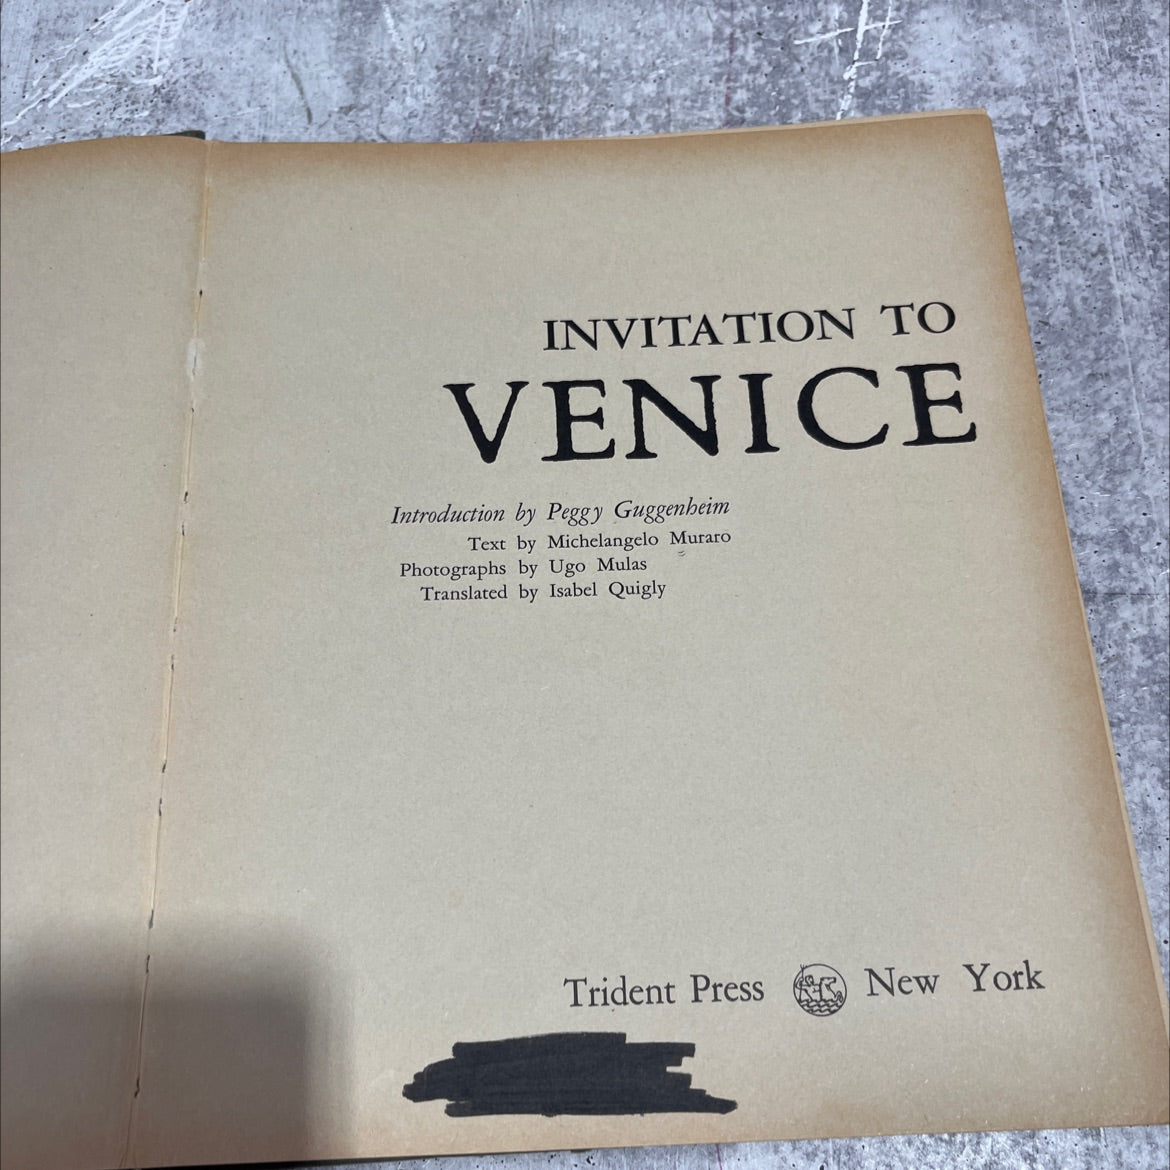 INVITATION TO
VENICE
Introduction by Peggy Guggenheim
Text by Michelangelo Muraro
Photographs by Ugo Mulas
Translated by Isabel Quigly
Trident Press New York